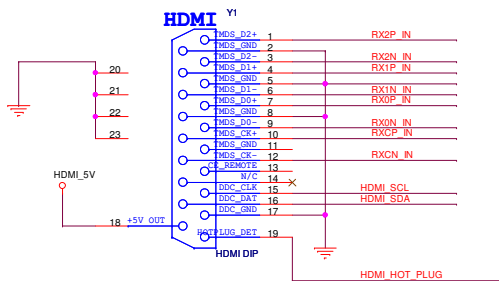 HDMI Y1
TMDS_D2+ 1 RX2P_IN
TMDS_GND 2
TMDS_D2- 3 RX2N_IN
20 TMDS_D1+ 4 RX1P_IN
TMDS_GND 5
21 TMDS_D1- 6 RX1N_IN
TMDS_D0+ 7 RX0P_IN
22 TMDS_GND 8
TMDS_D0- 9 RX0N_IN
23 TMDS_CK+ 10 RXCP_IN
TMDS_GND 11
TMDS_CK- 12 RXCN_IN
CE_REMOTE 13
HDMI_5V N/C 14
DDC_CLK 15 HDMI_SCL
DDC_DAT 16 HDMI_SDA
DDC_GND 17
18 +5V OUT
HOTPLUG_DET 19
HDMI DIP
HDMI_HOT_PLUG